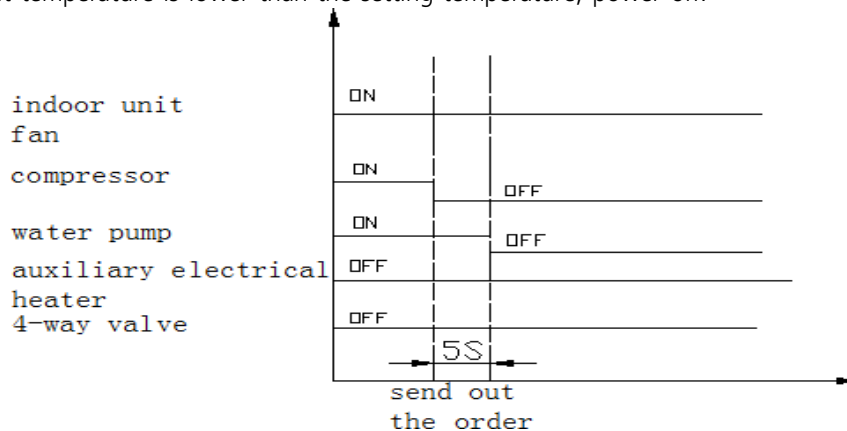 temperature is lower than the setting temperature, power off.
ON
indoor unit
fan
ON
compressor
OFF
ON
water pump
OFF
auxiliary electrical
OFF
heater
4-way valve
OFF
5S
send out
the order